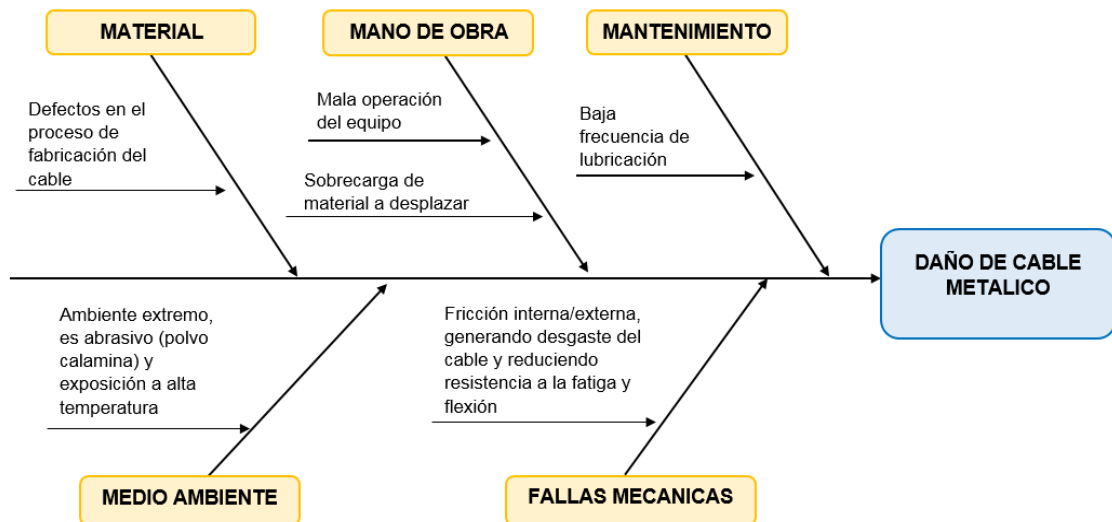 MATERIAL
MANO DE OBRA
MANTENIMIENTO
Defectos en el
proceso de
fabricación del
cable
Mala operación
del equipo
Sobrecarga de
material a desplazar
Baja
frecuencia de
lubricación
DAÑO DE CABLE
METALICO
Ambiente extremo,
es abrasivo (polvo
calamina) y
exposición a alta
temperatura
Fricción interna/externa,
generando desgaste del
cable y reduciendo
resistencia a la fatiga y
flexión
MEDIO AMBIENTE
FALLAS MECANICAS